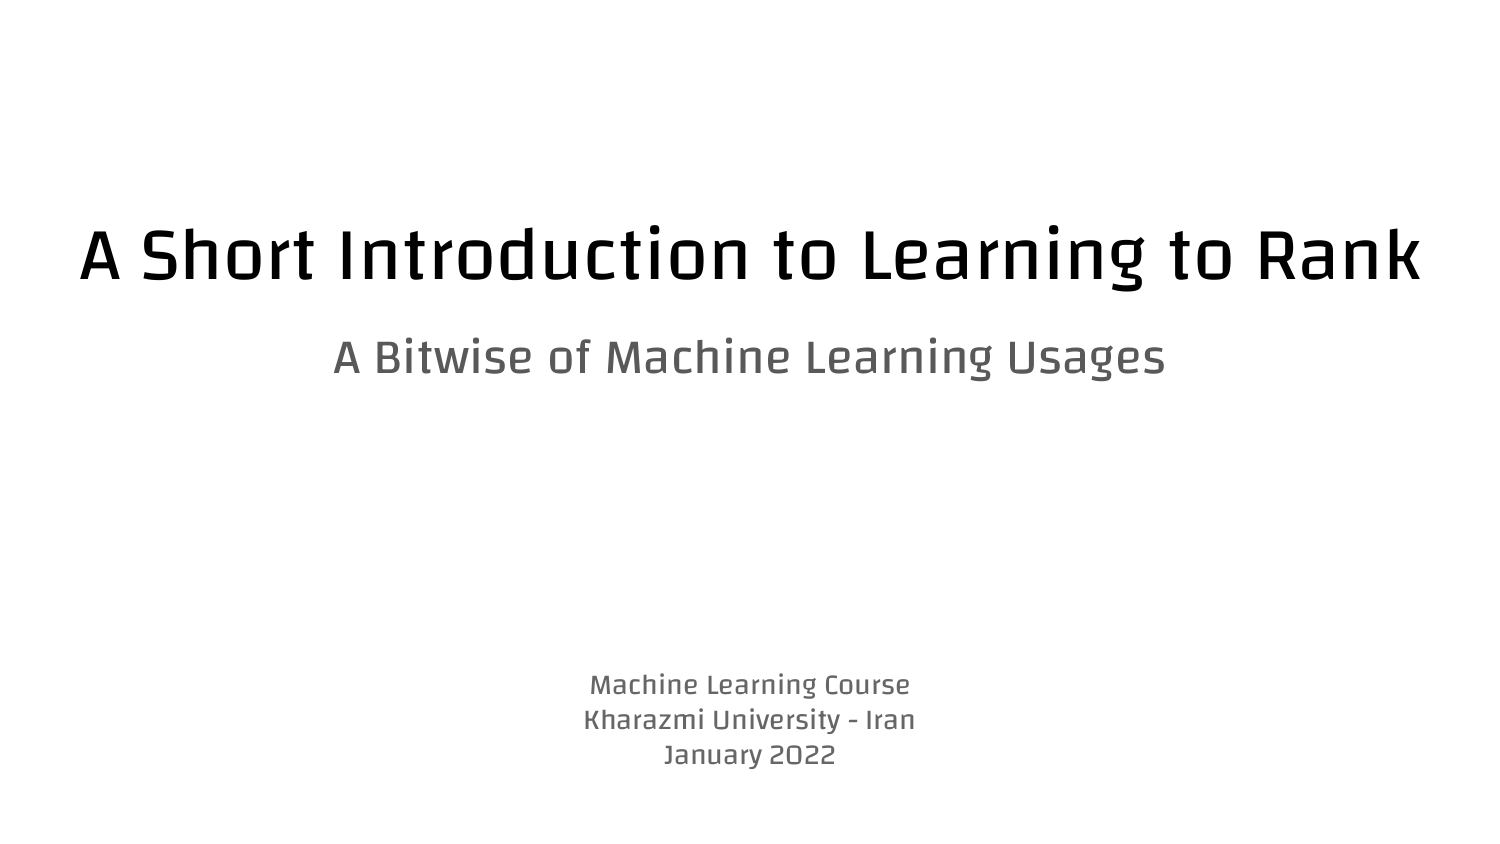 A Short Introduction to Learning to Rank
A Bitwise of Machine Learning Usages
Machine Learning Course
Kharazmi University - Iran
January 2022